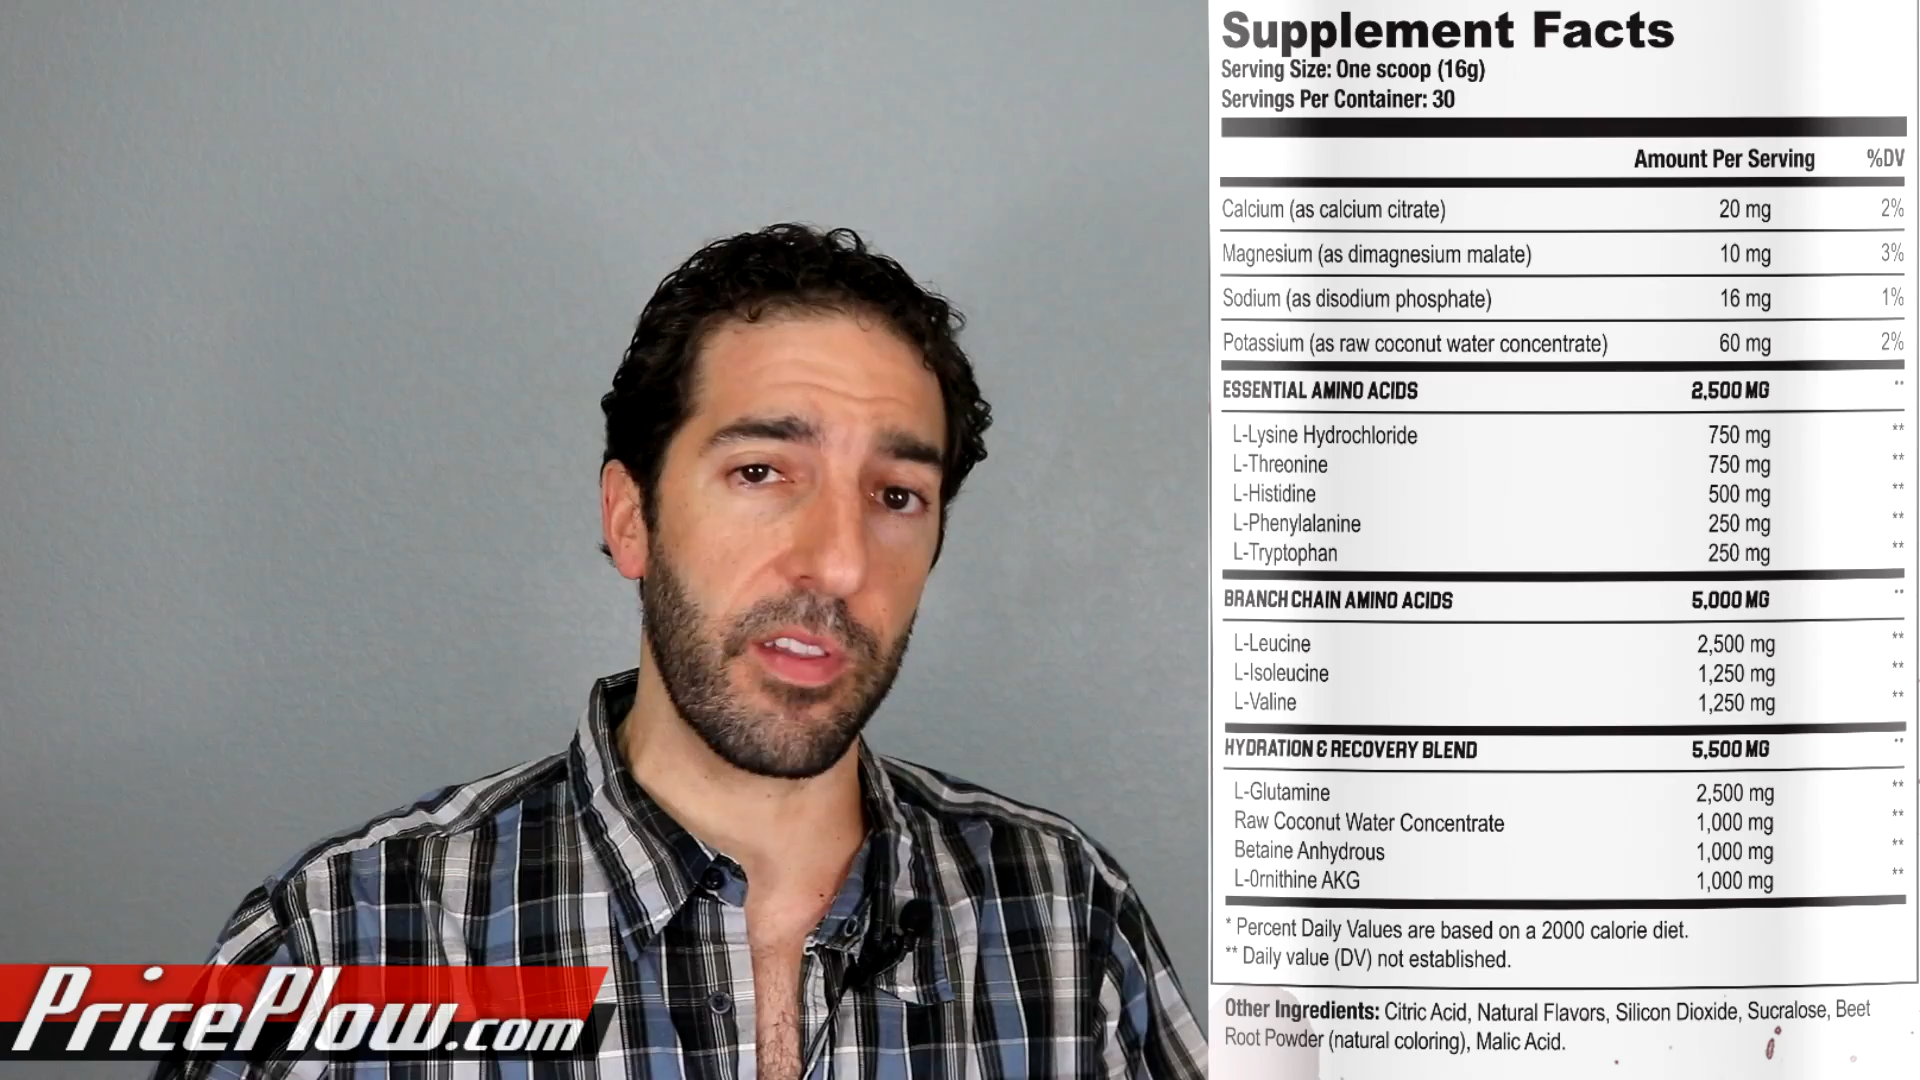 Supplement Facts
Serving Size: One scoop (16g)
Servings Per Container: 30
Amount Per Serving %DV
Calcium (as calcium citrate) 20 mg 2%
Magnesium (as dimagnesium malate) 10 mg 3%
Sodium (as disodium phosphate) 16 mg 1%
Potassium (as raw coconut water concentrate) 60 mg 2%
ESSENTIAL AMINO ACIDS 2,500 MG **
L-Lysine Hydrochloride 750 mg **
L-Threonine 750 mg **
L-Histidine 500 mg **
L-Phenylalanine 250 mg **
L-Tryptophan 250 mg **
BRANCH CHAIN AMINO ACIDS 5,000 MG **
L-Leucine 2,500 mg **
L-Isoleucine 1,250 mg **
L-Valine 1,250 mg **
HYDRATION & RECOVERY BLEND 5,500 MG **
L-Glutamine 2,500 mg **
Raw Coconut Water Concentrate 1,000 mg **
Betaine Anhydrous 1,000 mg **
L-Ornithine AKG 1,000 mg **
* Percent Daily Values are based on a 2000 calorie diet.
** Daily value (DV) not established.
Other Ingredients: Citric Acid, Natural Flavors, Silicon Dioxide, Sucralose, Beet
Root Powder (natural coloring), Malic Acid.
PricePlow.com